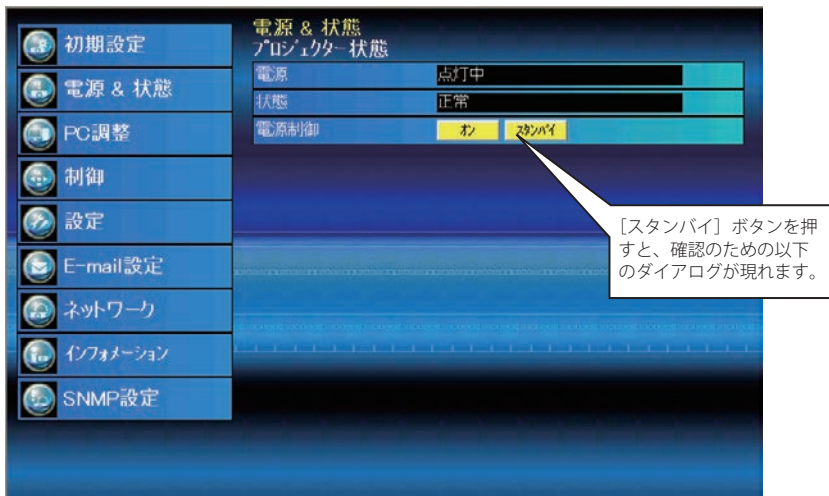 初期設定
電源 & 状態
PC調整
制御
設定
E-mail設定
ネットワーク
インフォメーション
SNMP設定
電源 & 状態
プロジェクター状態
電源 点灯中
状態 正常
電源制御 オン スタンバイ
［スタンバイ］ボタンを押
すと、確認のための以下
のダイアログが現れます。